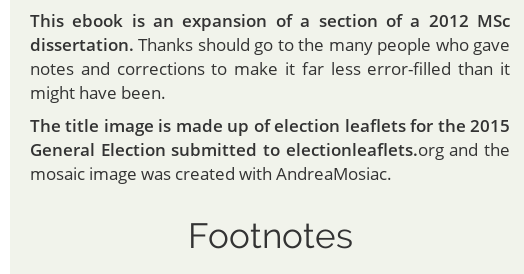 This ebook is an expansion of a section of a 2012 MSc
dissertation. Thanks should go to the many people who gave
notes and corrections to make it far less error-filled than it
might have been.
The title image is made up of election leaflets for the 2015
General Election submitted to electionleaflets.org and the
mosaic image was created with AndreaMosiac.
Footnotes